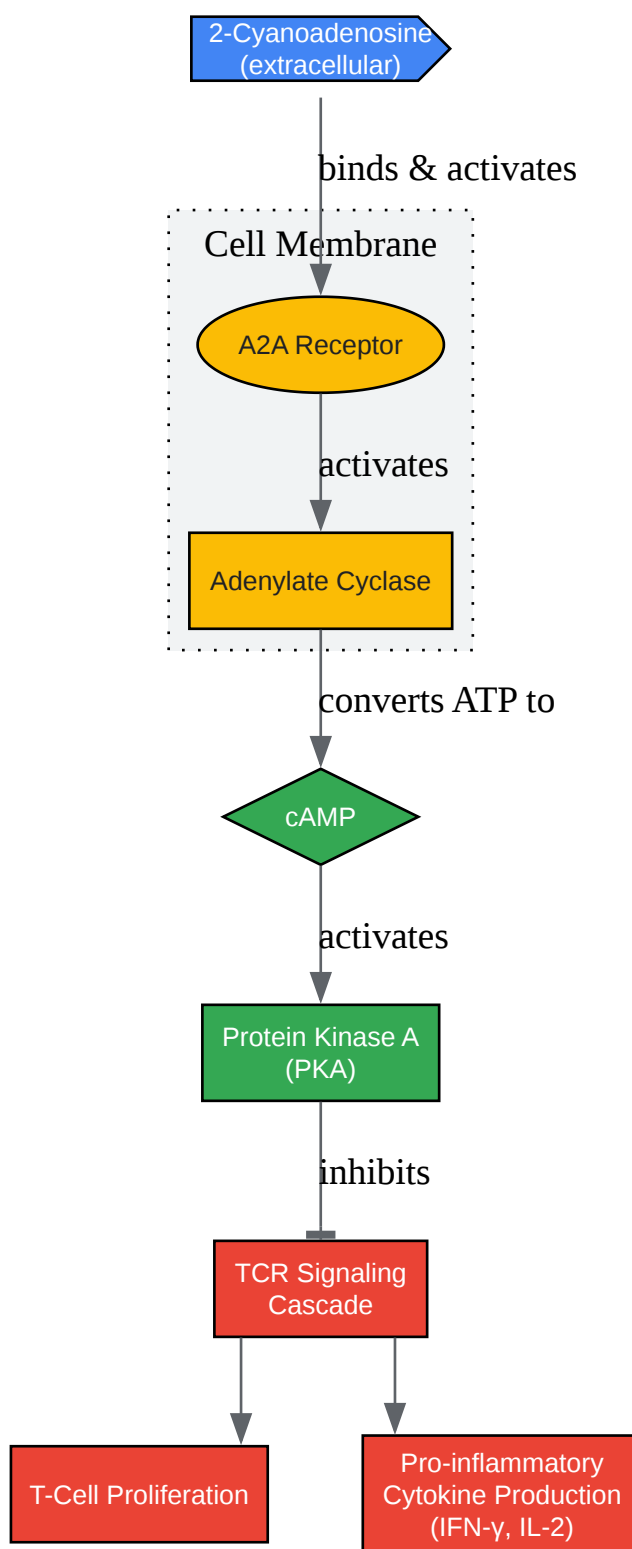 2-Cyanoadenosine
(extracellular)
binds & activates
Cell Membrane
A2A Receptor
activates
Adenylate Cyclase
converts ATP to
cAMP
activates
Protein Kinase A
(PKA)
inhibits
TCR Signaling
Cascade
T-Cell Proliferation
Pro-inflammatory
Cytokine Production
(IFN-γ, IL-2)